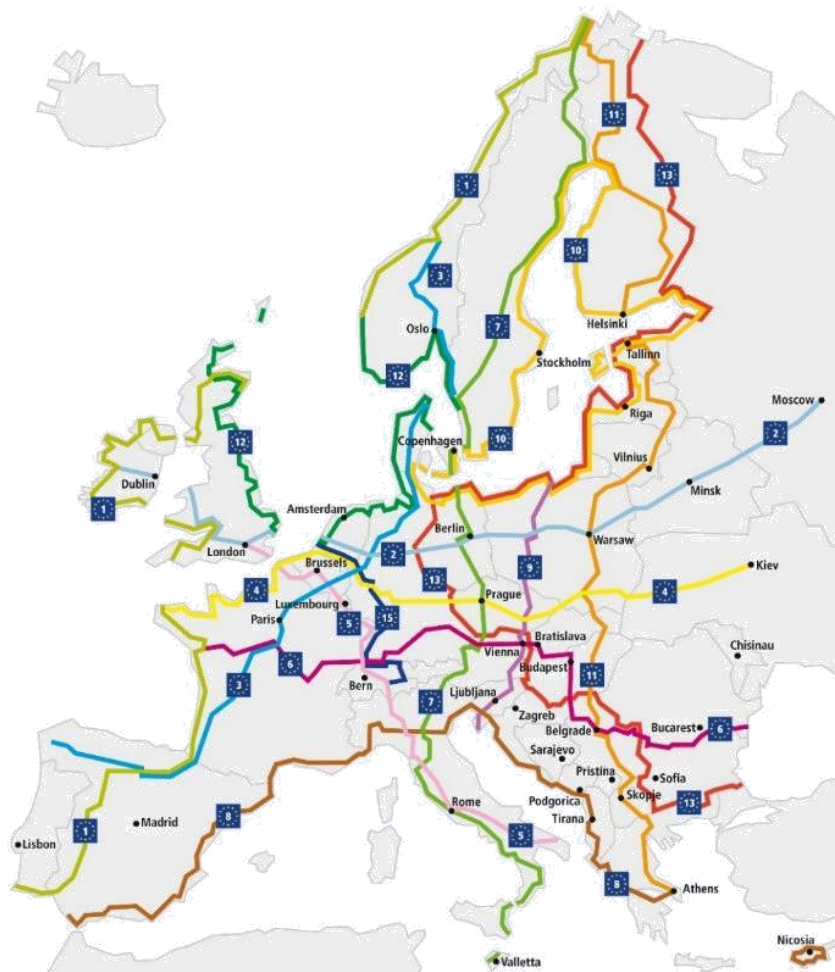 11
1
13
10
3
7
Oslo
Helsinki
Stockholm
Tallinn
12
Moscow
Riga
2
12
Copenhagen
10
Vilnius
Dublin
Minsk
1
Amsterdam
Berlin
London
2
Warsaw
Brussels
9
Kiev
13
4
4
Prague
Luxembourg
15
Paris
5
Vienna
Bratislava
Chisinau
6
Budapest
11
Bern
3
7
Ljubljana
Zagreb
Belgrade
Bucarest
6
Sarajevo
Pristina
Sofia
Podgorica
Skopje
13
Rome
8
Madrid
1
Tirana
5
Lisbon
8
Athens
Nicosia
Valletta